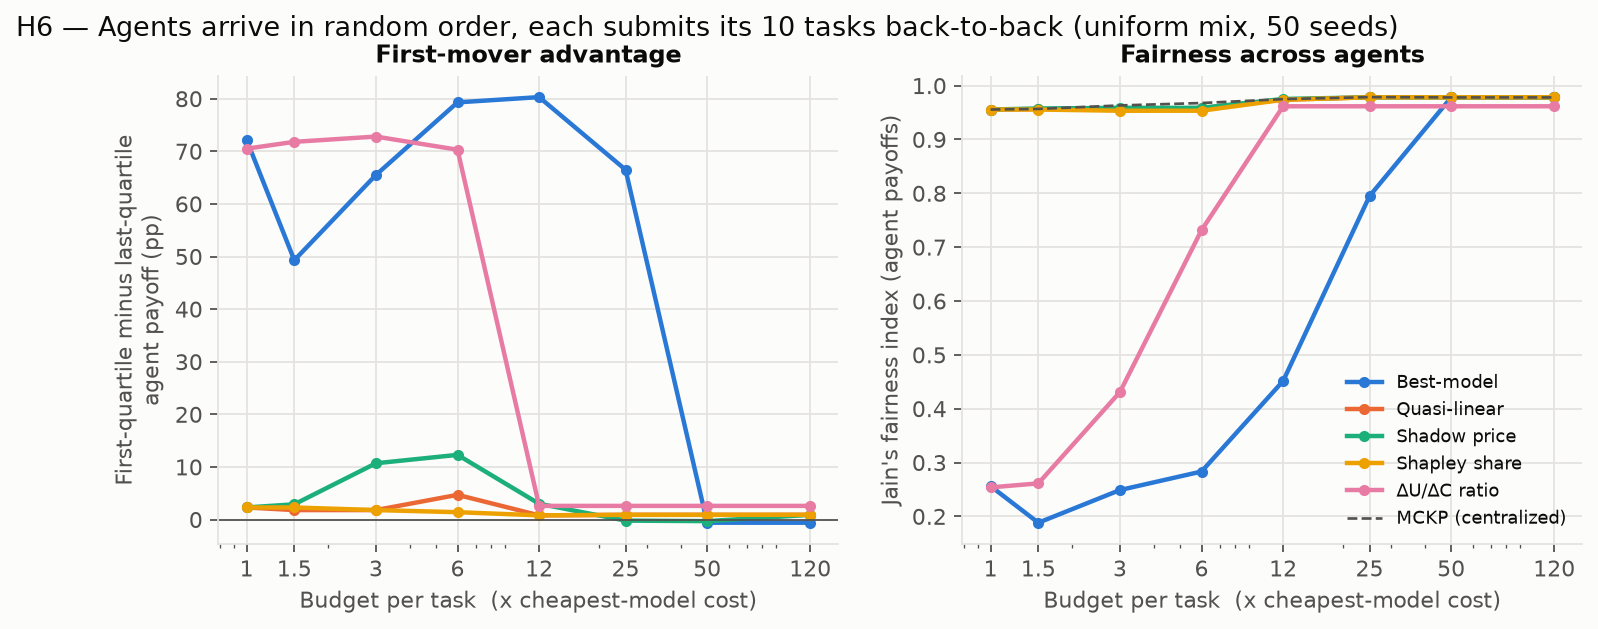 H6 — Agents arrive in random order, each submits its 10 tasks back-to-back (uniform mix, 50 seeds)
First-mover advantage
First-quartile minus last-quartile
agent payoff (pp)
80
70
60
50
40
30
20
10
0
1 1.5 3 6 12 25 50 120
Budget per task (x cheapest-model cost)
Fairness across agents
Jain's fairness index (agent payoffs)
1.0
0.9
0.8
0.7
0.6
0.5
0.4
0.3
0.2
Best-model
Quasi-linear
Shadow price
Shapley share
ΔU/ΔC ratio
MCKP (centralized)
1 1.5 3 6 12 25 50 120
Budget per task (x cheapest-model cost)